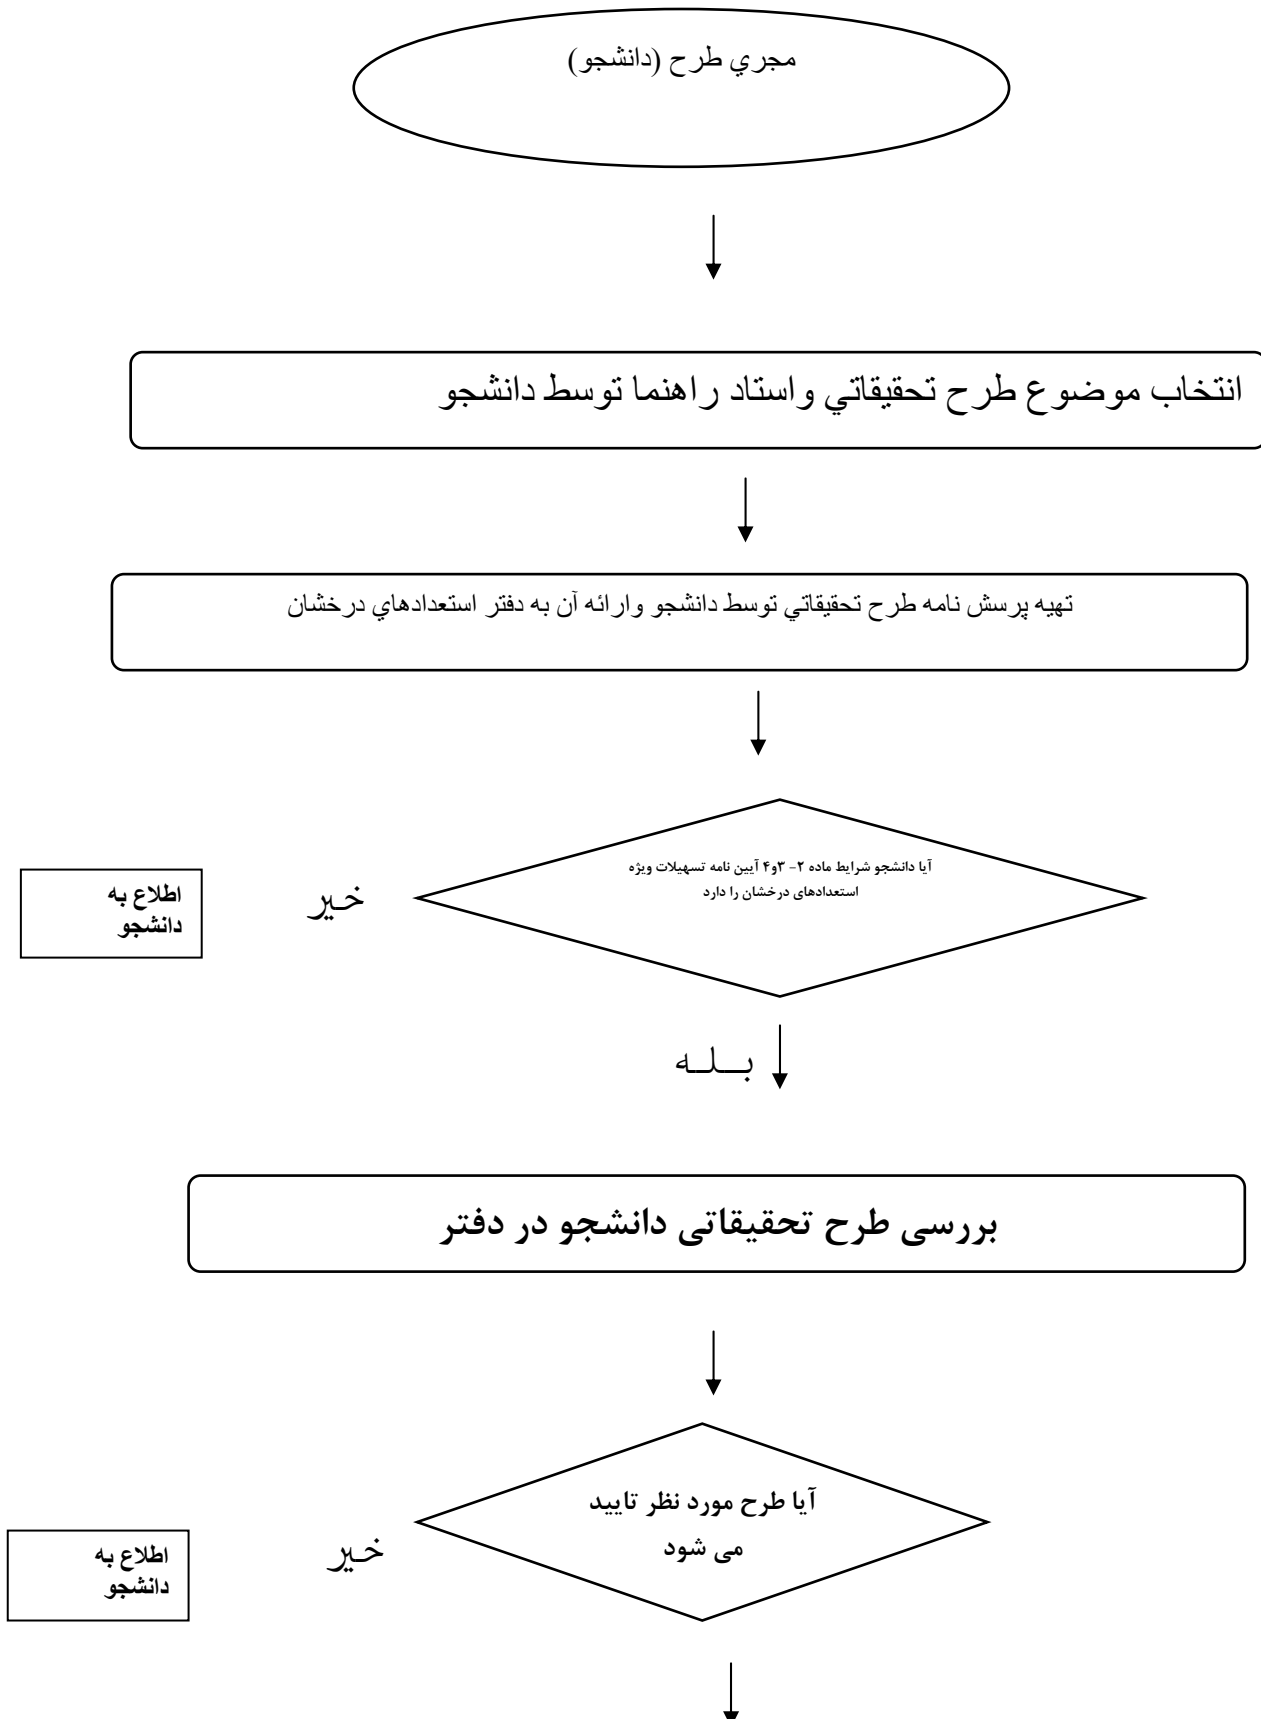 مجري طرح (دانشجو)
انتخاب موضوع طرح تحقيقاتي واستاد راهنما توسط دانشجو
تهيه پرسش نامه طرح تحقيقاتي توسط دانشجو وارائه آن به دفتر استعدادهاي درخشان
آیا دانشجو شرایط ماده ۲- ۳و۴ آیین نامه تسهیلات ویژه
استعدادهای درخشان را دارد
خیر
اطلاع به
دانشجو
بــلــه
بررسی طرح تحقیقاتی دانشجو در دفتر
آیا طرح مورد نظر تایید
می شود
خیر
اطلاع به
دانشجو